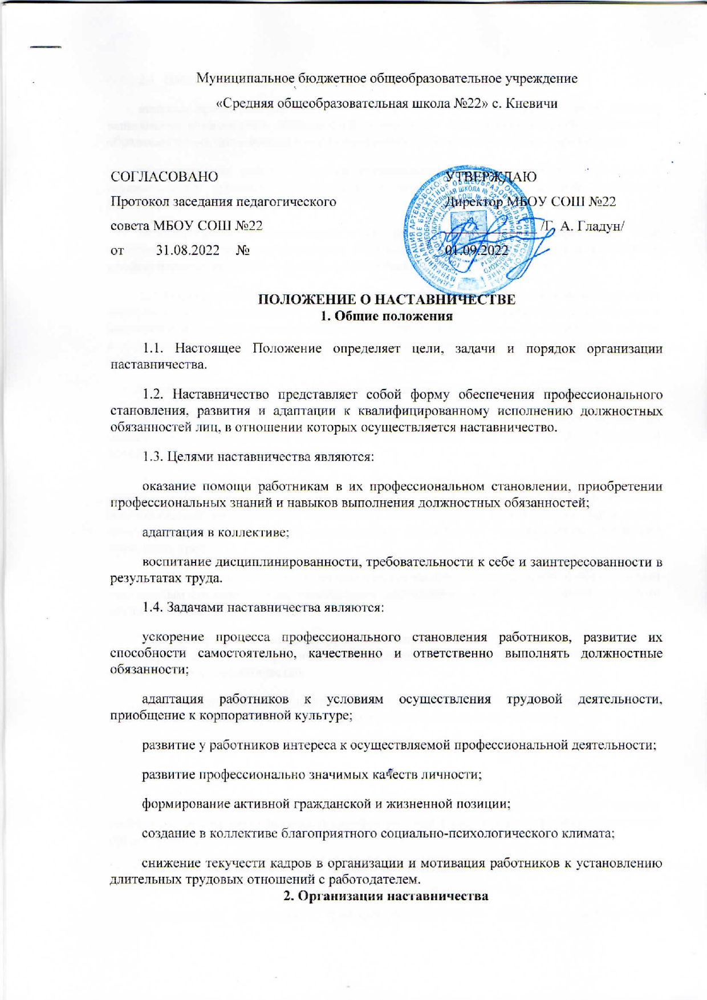 Муниципальное бюджетное общеобразовательное учреждение
«Средняя общеобразовательная школа №22» с. Кневичи
СОГЛАСОВАНО
Протокол заседания педагогического
совета МБОУ СОШ №22
от 31.08.2022 №
УТВЕРЖДАЮ
Директор МБОУ СОШ №22
/Г. А. Гладун/
01.09.2022
ПОЛОЖЕНИЕ О НАСТАВНИЧЕСТВЕ
1. Общие положения
1.1. Настоящее Положение определяет цели, задачи и порядок организации
наставничества.
1.2. Наставничество представляет собой форму обеспечения профессионального
становления, развития и адаптации к квалифицированному исполнению должностных
обязанностей лиц, в отношении которых осуществляется наставничество.
1.3. Целями наставничества являются:
оказание помощи работникам в их профессиональном становлении, приобретении
профессиональных знаний и навыков выполнения должностных обязанностей;
адаптация в коллективе;
воспитание дисциплинированности, требовательности к себе и заинтересованности в
результатах труда.
1.4. Задачами наставничества являются:
ускорение процесса профессионального становления работников, развитие их
способности самостоятельно, качественно и ответственно выполнять должностные
обязанности;
адаптация работников к условиям осуществления трудовой деятельности,
приобщение к корпоративной культуре;
развитие у работников интереса к осуществляемой профессиональной деятельности;
развитие профессионально значимых качеств личности;
формирование активной гражданской и жизненной позиции;
создание в коллективе благоприятного социально-психологического климата;
снижение текучести кадров в организации и мотивация работников к установлению
длительных трудовых отношений с работодателем.
2. Организация наставничества